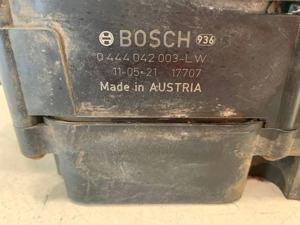 BOSCH 936
0 444 042 003-LW
11-05-21 17707
Made in AUSTRIA